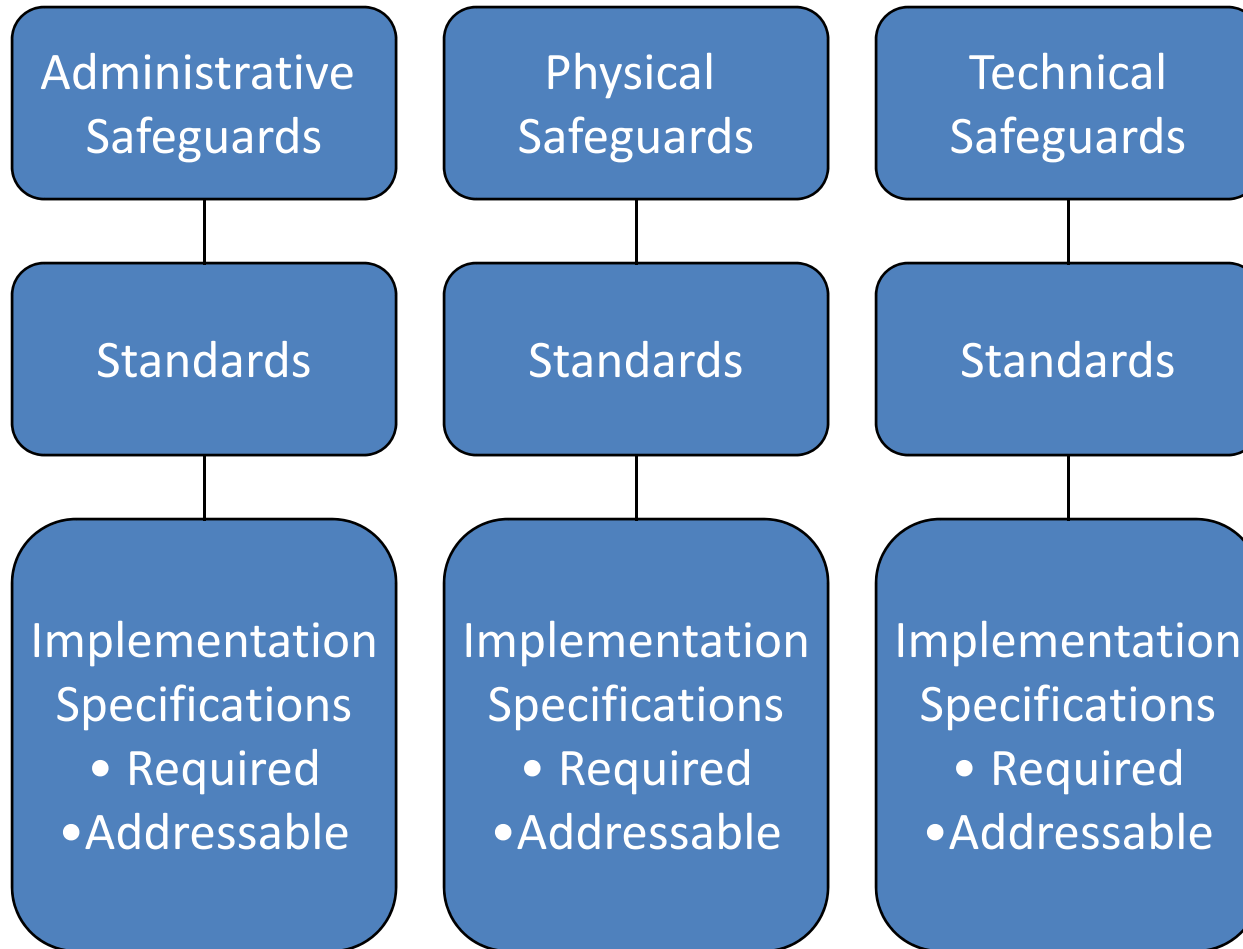 Administrative
Safeguards
Physical
Safeguards
Technical
Safeguards
Standards
Standards
Standards
Implementation
Specifications
• Required
•Addressable
Implementation
Specifications
• Required
•Addressable
Implementation
Specifications
• Required
•Addressable